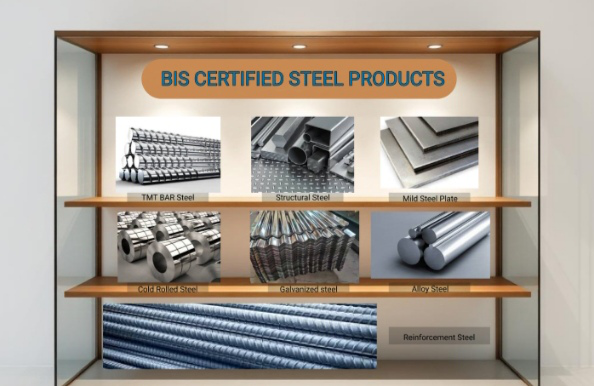 BIS CERTIFIED STEEL PRODUCTS
TMT BAR Steel
Structural Steel
Mild Steel Plate
Cold Rolled Steel
Galvanized steel
Alloy Steel
Reinforcement Steel